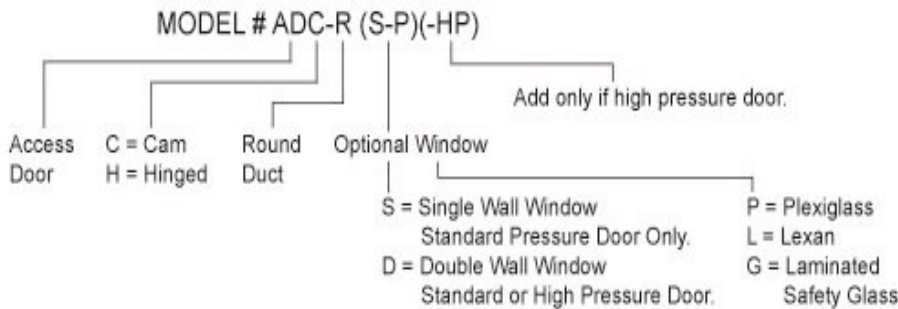 MODEL # ADC-R (S-P)(-HP)
Add only if high pressure door.
Access Door
C = Cam
H = Hinged
Round Duct
Optional Window
S = Single Wall Window
Standard Pressure Door Only.
D = Double Wall Window
Standard or High Pressure Door.
P = Plexiglass
L = Lexan
G = Laminated
Safety Glass